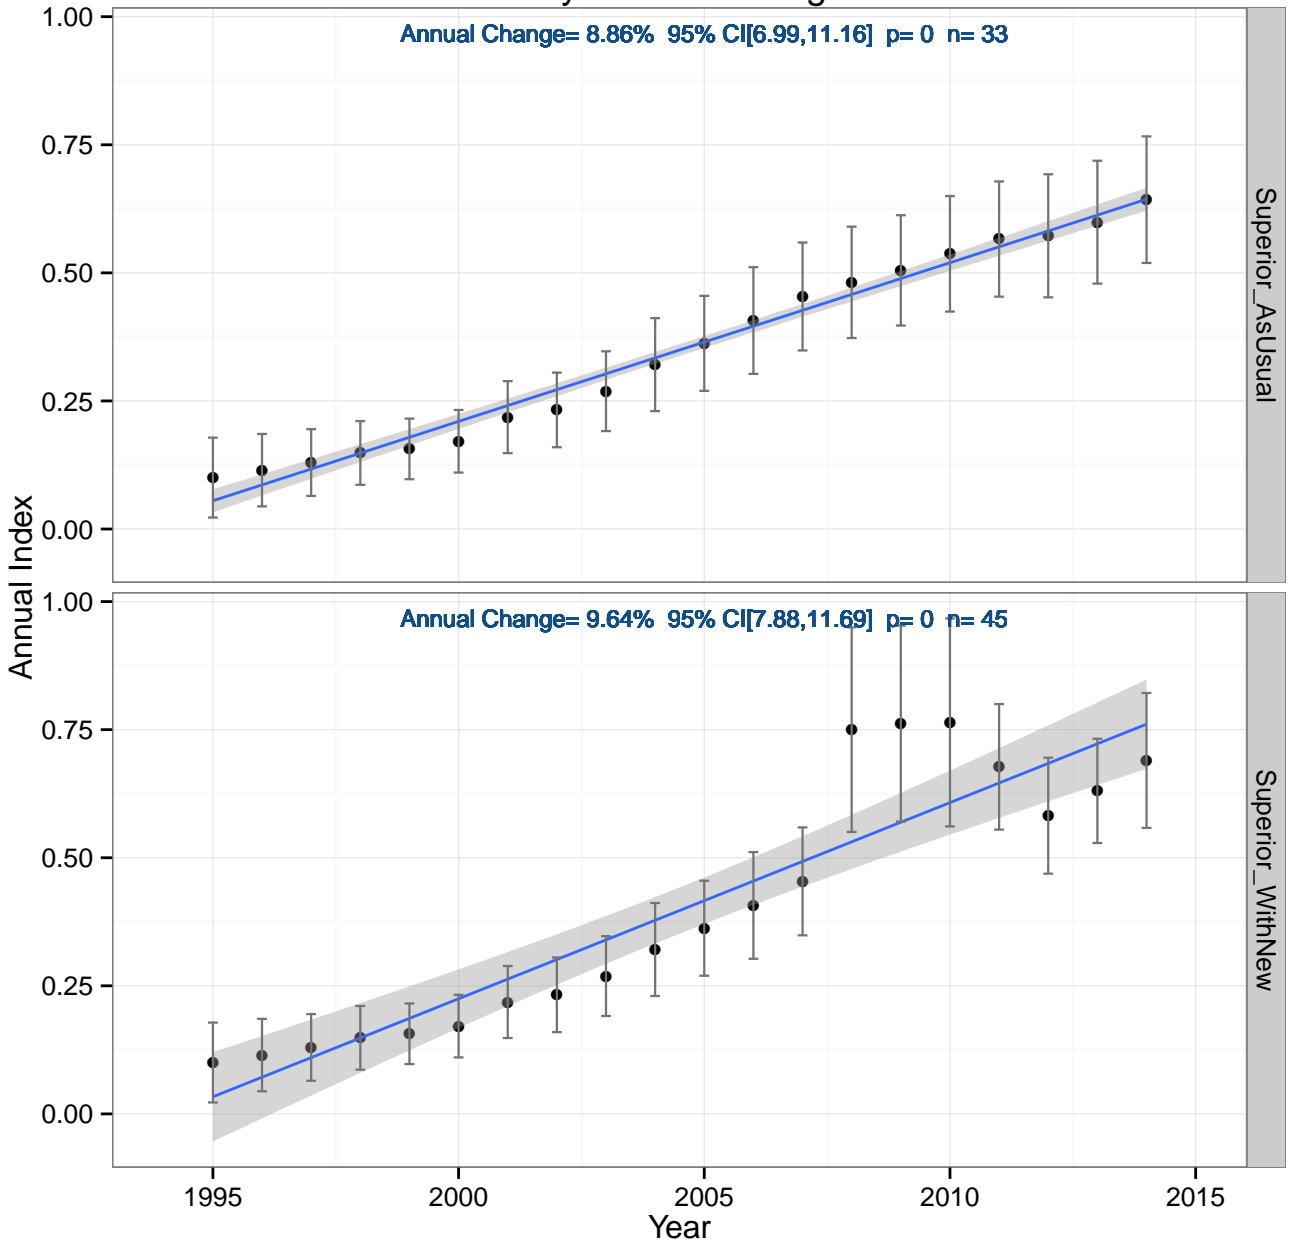 1.00
Annual Change= 8.86% 95% CI[6.99,11.16] p= 0 n= 33
0.75
0.50
0.25
0.00
Superior_AsUsual
Annual Index
1.00
Annual Change= 9.64% 95% CI[7.88,11.69] p= 0 n= 45
0.75
0.50
0.25
0.00
Superior_WithNew
1995 2000 2005 2010 2015
Year